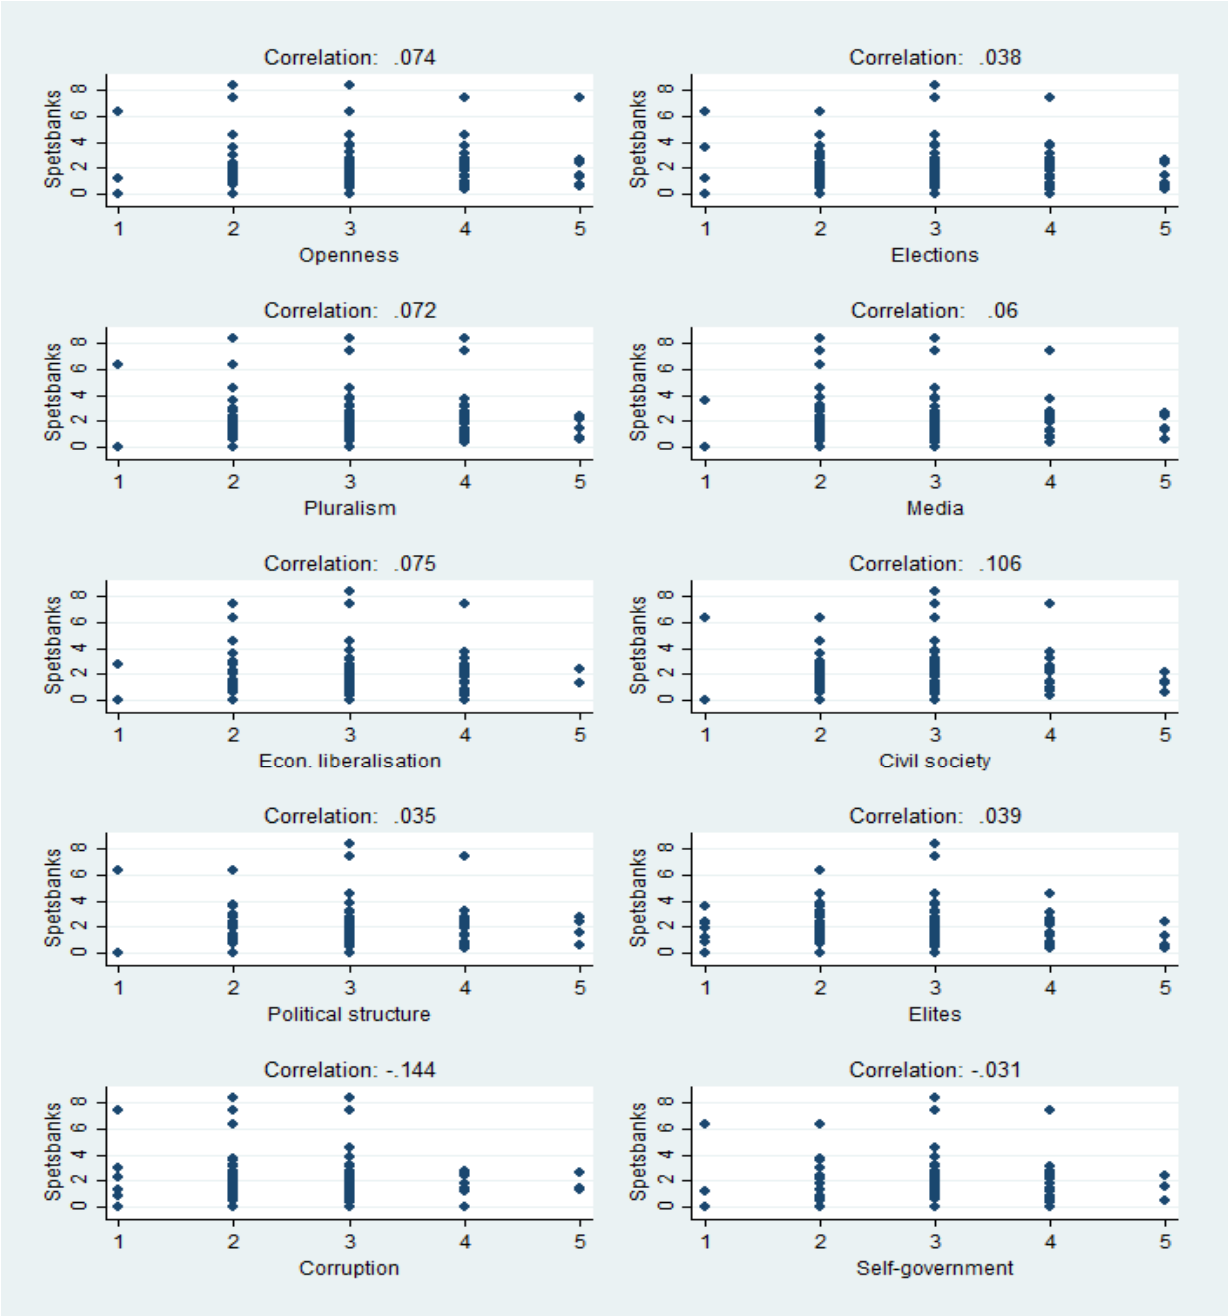 Correlation: .074
Spetsbanks
8
6
4
2
0
1 2 3 4 5
Openness
Correlation: .038
Spetsbanks
8
6
4
2
0
1 2 3 4 5
Elections
Correlation: .072
Spetsbanks
8
6
4
2
0
1 2 3 4 5
Pluralism
Correlation: .06
Spetsbanks
8
6
4
2
0
1 2 3 4 5
Media
Correlation: .075
Spetsbanks
8
6
4
2
0
1 2 3 4 5
Econ. liberalisation
Correlation: .106
Spetsbanks
8
6
4
2
0
1 2 3 4 5
Civil society
Correlation: .035
Spetsbanks
8
6
4
2
0
1 2 3 4 5
Political structure
Correlation: .039
Spetsbanks
8
6
4
2
0
1 2 3 4 5
Elites
Correlation: -.144
Spetsbanks
8
6
4
2
0
1 2 3 4 5
Corruption
Correlation: -.031
Spetsbanks
8
6
4
2
0
1 2 3 4 5
Self-government